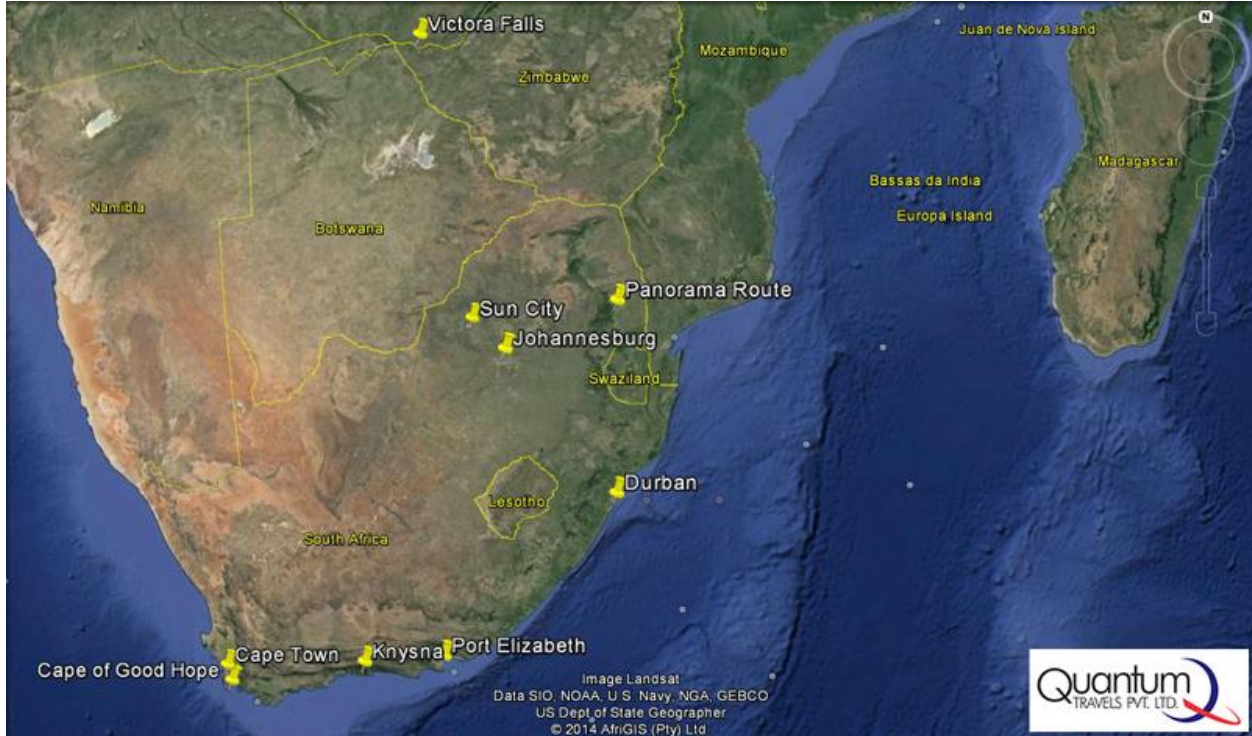 Victora Falls
N
Juan de Nova Island
Mozambique
Zimbabwe
Madagascar
Bassas da India
Namibia
Europa Island
Botswana
Panorama Route
Sun City
Johannesburg
Swaziland
Durban
Lesotho
South Africa
Port Elizabeth
Knysna
Cape Town
Cape of Good Hope
Image Landsat
Data SIO, NOAA, U.S. Navy, NGA, GEBCO
US Dept of State Geographer
© 2014 AfriGIS (Pty) Ltd
Quantum
TRAVELS PVT. LTD.